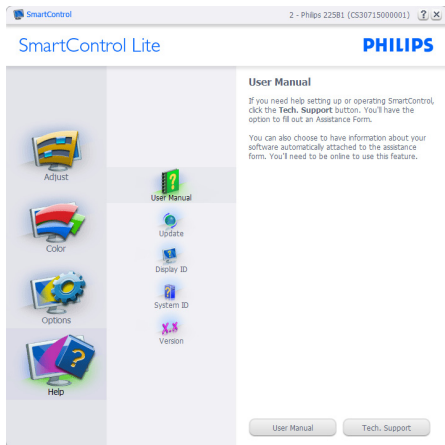 SmartControl
2 - Philips 225B1 (CS30715000001)
SmartControl Lite
PHILIPS
Adjust
Color
Options
Help
User Manual
Update
Display ID
System ID
X.X
Version
User Manual
If you need help setting up or operating SmartControl,
click the Tech. Support button. You'll have the
option to fill out an Assistance Form.
You can also choose to have information about your
software automatically attached to the assistance
form. You'll need to be online to use this feature.
User Manual
Tech. Support